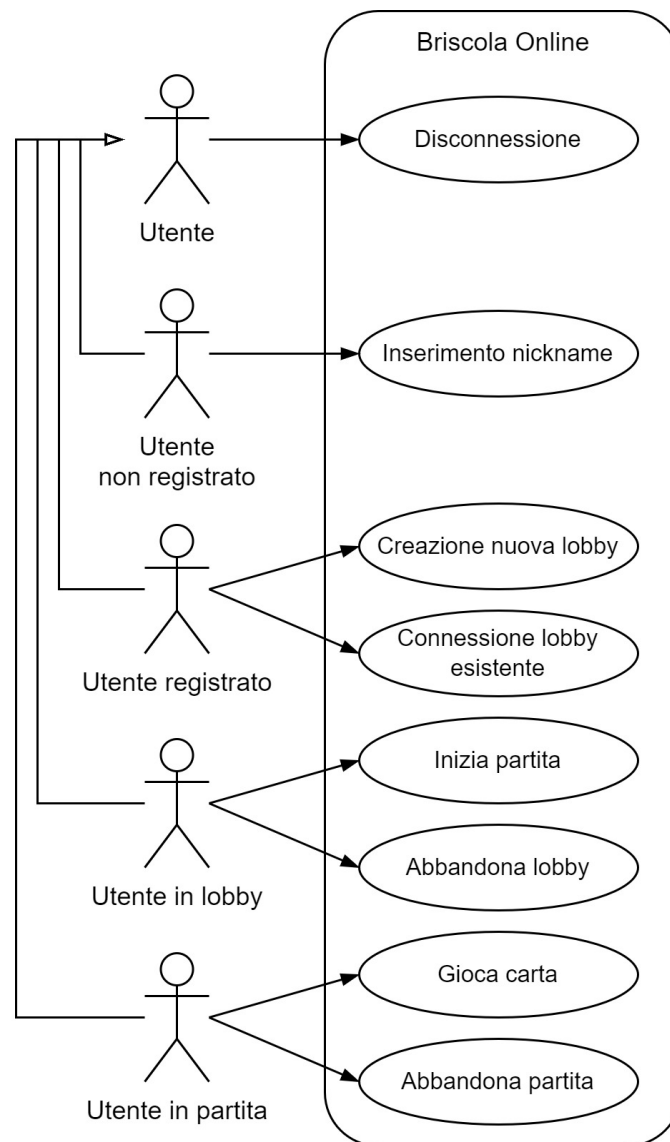 Briscola Online
Disconnessione
Utente
Inserimento nickname
Utente
non registrato
Creazione nuova lobby
Connessione lobby
esistente
Utente registrato
Inizia partita
Abbandona lobby
Utente in lobby
Gioca carta
Abbandona partita
Utente in partita